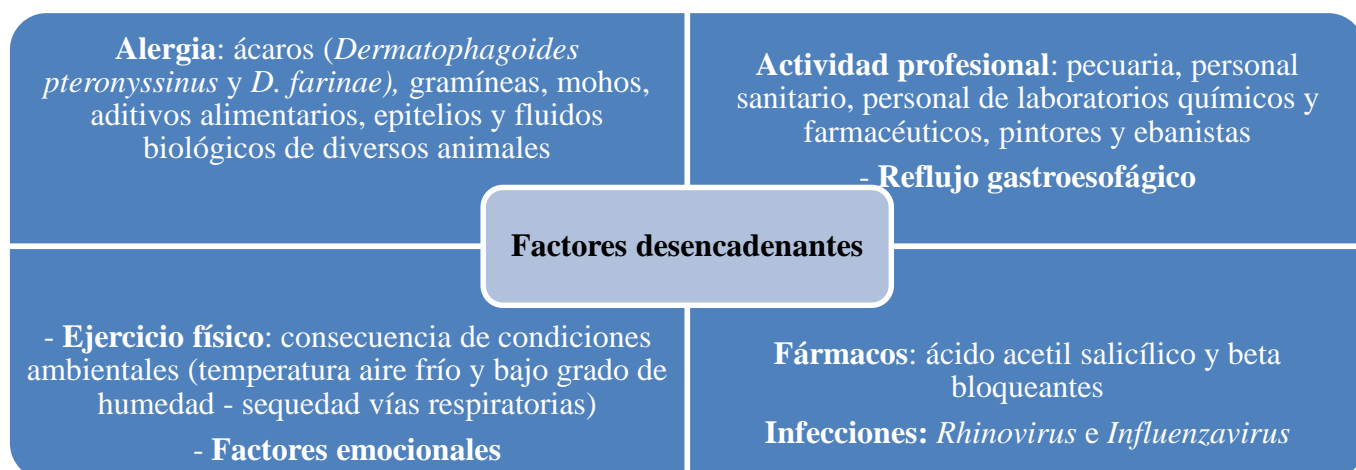 Alergia: ácaros (Dermatophagoides
pteronyssinus y D. farinae), gramíneas, mohos,
aditivos alimentarios, epitelios y fluidos
biológicos de diversos animales
Actividad profesional: pecuaria, personal
sanitario, personal de laboratorios químicos y
farmacéuticos, pintores y ebanistas
- Reflujo gastroesofágico
Factores desencadenantes
- Ejercicio físico: consecuencia de condiciones
ambientales (temperatura aire frío y bajo grado de
humedad - sequedad vías respiratorias)
- Factores emocionales
Fármacos: ácido acetil salicílico y beta
bloqueantes
Infecciones: Rhinovirus e Influenzavirus